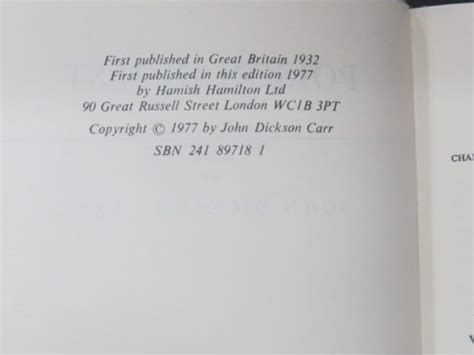 First published in Great Britain 1932
First published in this edition 1977
by Hamish Hamilton Ltd
90 Great Russell Street London WC1B 3PT
Copyright © 1977 by John Dickson Carr
SBN 241 89718 1